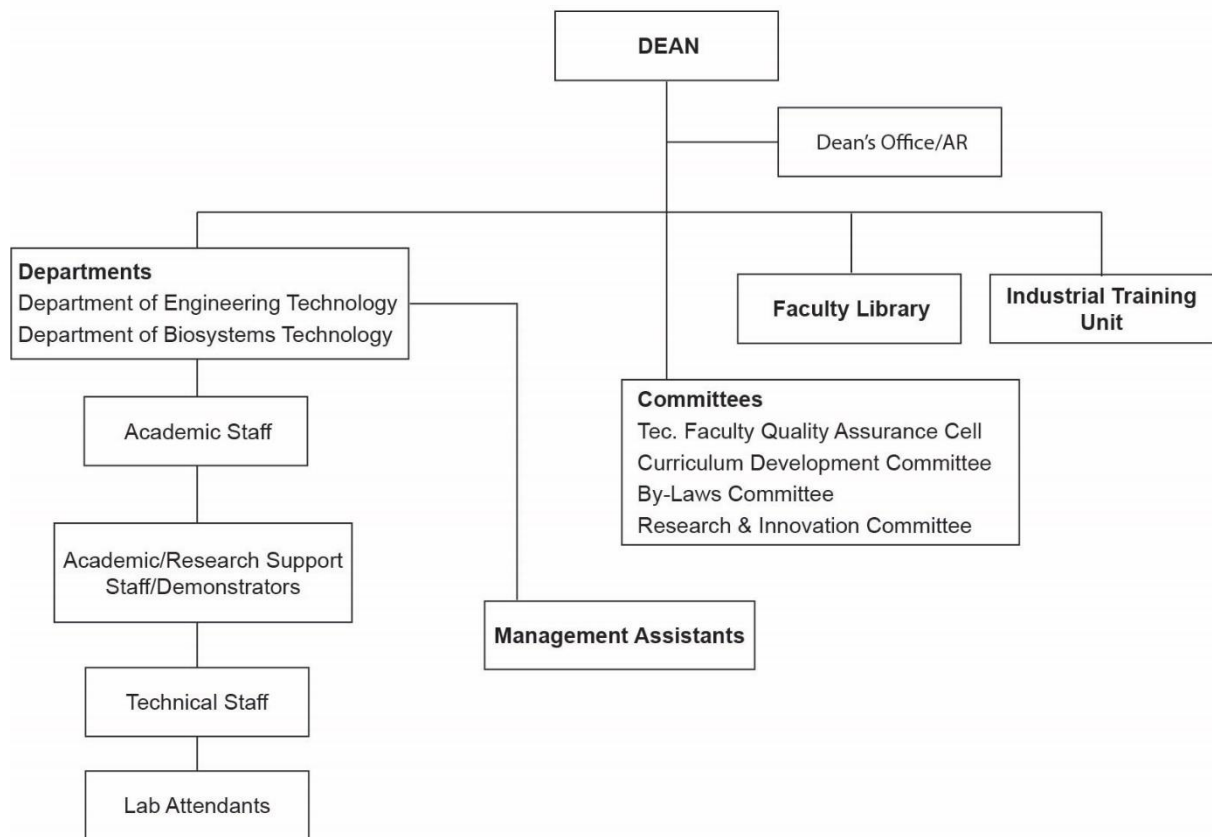 DEAN
Dean’s Office/AR
Departments
Department of Engineering Technology
Department of Biosystems Technology
Faculty Library
Industrial Training
Unit
Committees
Tec. Faculty Quality Assurance Cell
Curriculum Development Committee
By-Laws Committee
Research & Innovation Committee
Academic Staff
Academic/Research Support
Staff/Demonstrators
Management Assistants
Technical Staff
Lab Attendants